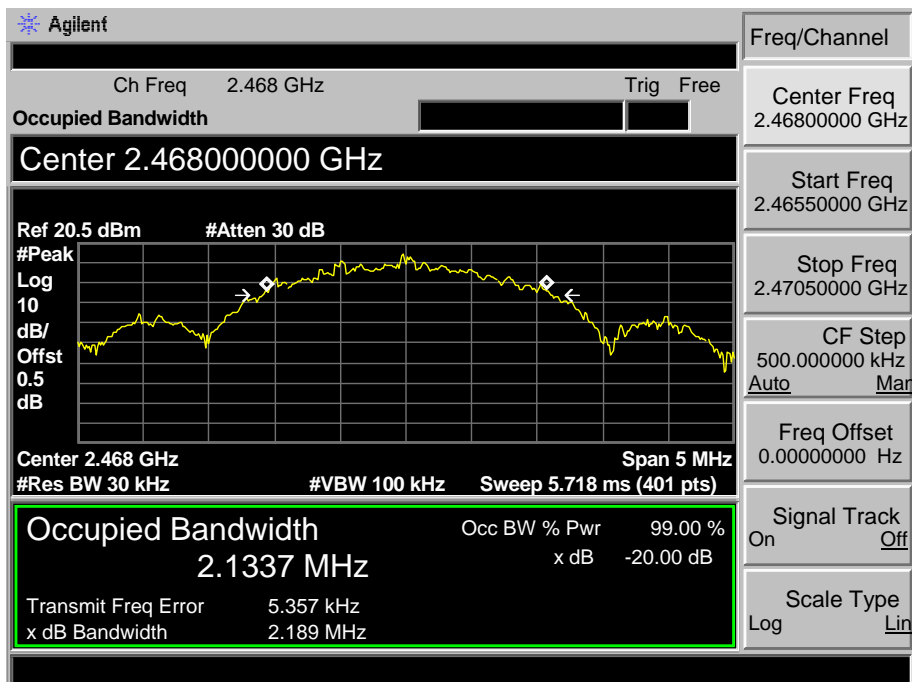 Agilent
Freq/Channel
Ch Freq 2.468 GHz Trig Free
Occupied Bandwidth
Center 2.468000000 GHz
Ref 20.5 dBm #Atten 30 dB
#Peak
Log
10
dB/
Offst
0.5
dB
Center 2.468 GHz Span 5 MHz
#Res BW 30 kHz #VBW 100 kHz Sweep 5.718 ms (401 pts)
Occupied Bandwidth Occ BW % Pwr 99.00 %
2.1337 MHz x dB -20.00 dB
Transmit Freq Error 5.357 kHz
x dB Bandwidth 2.189 MHz
Center Freq
2.46800000 GHz
Start Freq
2.46550000 GHz
Stop Freq
2.47050000 GHz
CF Step
500.000000 kHz
Auto Man
Freq Offset
0.00000000 Hz
Signal Track
On Off
Scale Type
Log Lin